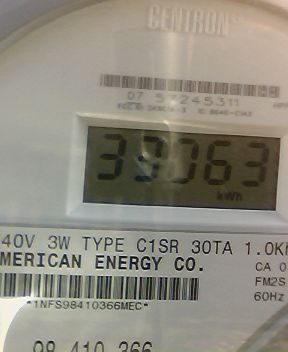 CENTRON
07 57245311
39063
kWh
40V 3W TYPE C1SR 30TA 1.0K
MERICAN ENERGY CO.
CA 0
FM2S
60Hz
*1NFS98410366MEC*
98 410 366